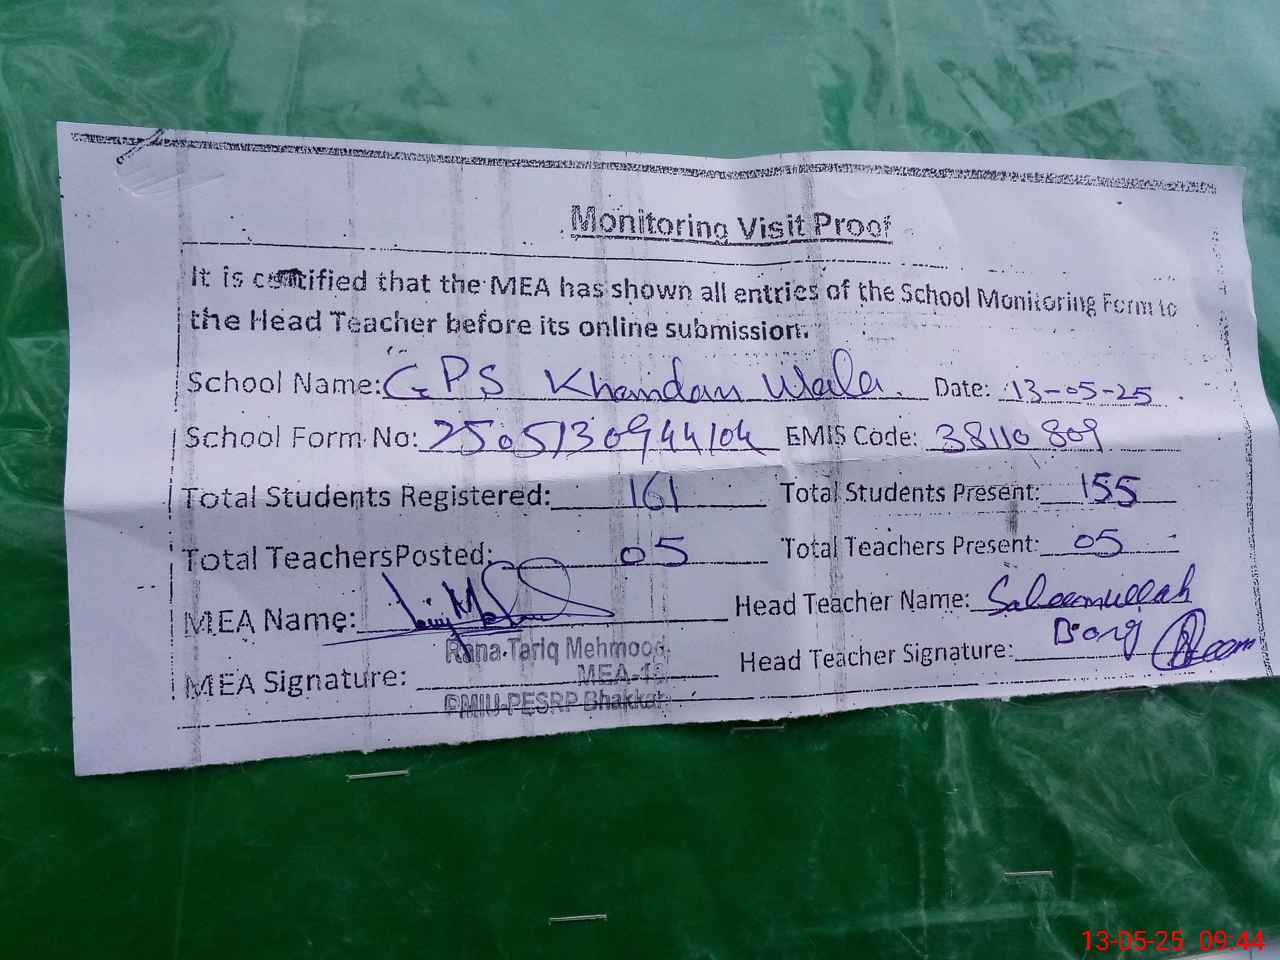 Monitoring Visit Proof
It is certified that the MEA has shown all entries of the School Monitoring Form to
the Head Teacher before its online submission.
School Name: GPS Khandan Wala. Date: 13-05-25
School Form No: 2505130944104 EMIS Code: 38110809
Total Students Registered: 161 Total Students Present: 155
Total TeachersPosted: 05 Total Teachers Present: 05
MEA Name: Head Teacher Name: Saleemullah
Rana Tariq Mehmood
MEA Signature: MEA-18 Head Teacher Signature:
PMIU-PESRP Bhakkar
13-05-25 09:44